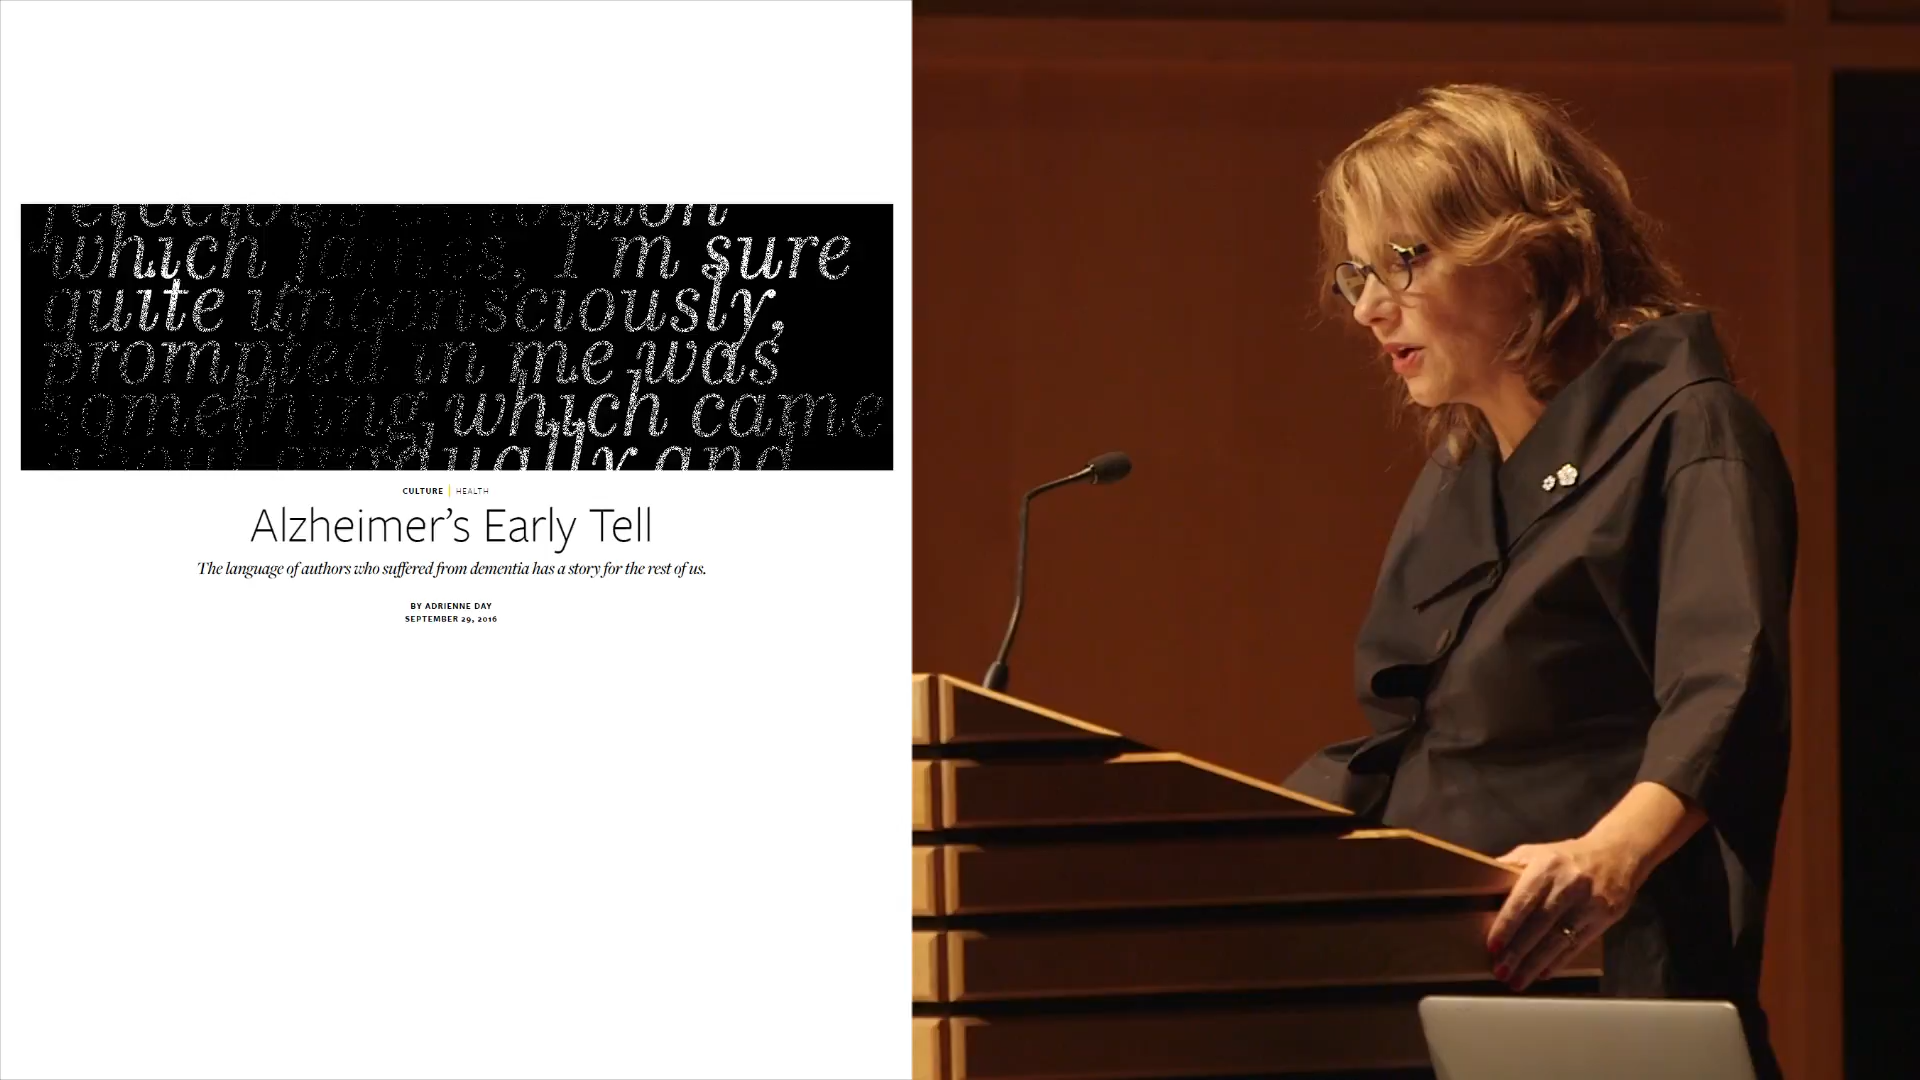 which James, I'm sure
quite unconsciously,
prompted in me was
something which came
gradually and
CULTURE | HEALTH
Alzheimer's Early Tell
The language of authors who suffered from dementia has a story for the rest of us.
BY ADRIENNE DAY
SEPTEMBER 29, 2016